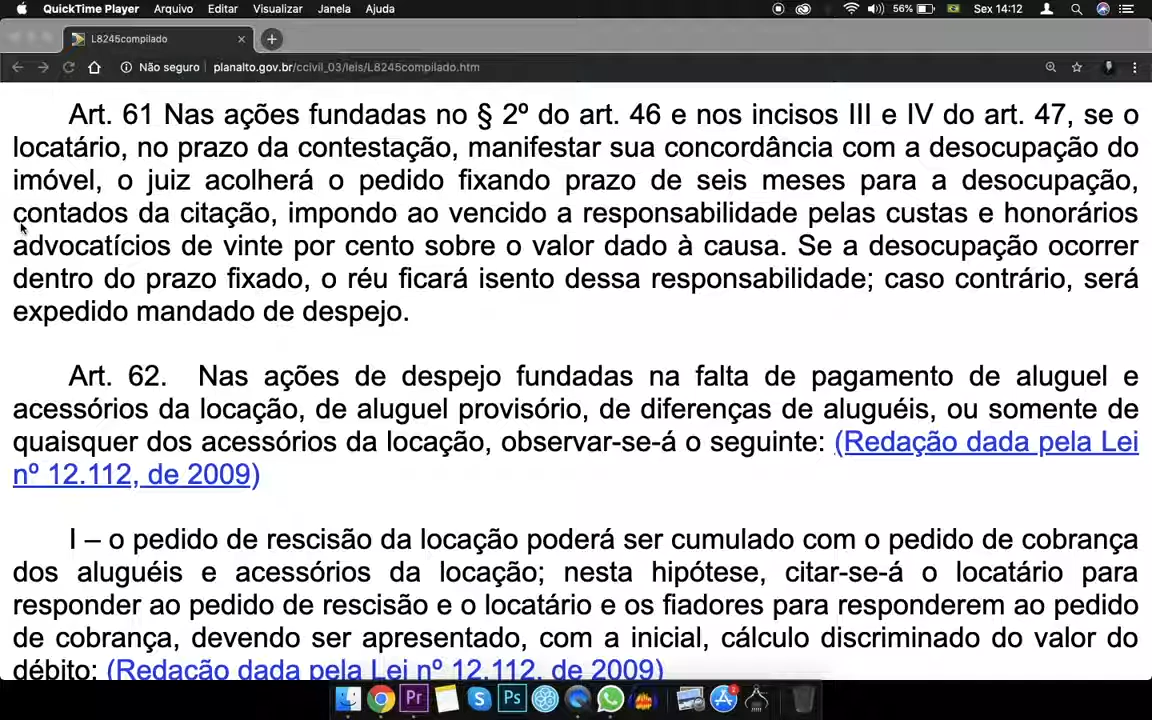 QuickTime Player Arquivo Editar Visualizar Janela Ajuda 56% Sex 14:12
L8245compilado
Não seguro planalto.gov.br/ccivil_03/leis/L8245compilado.htm
Art. 61 Nas ações fundadas no § 2º do art. 46 e nos incisos III e IV do art. 47, se o
locatário, no prazo da contestação, manifestar sua concordância com a desocupação do
imóvel, o juiz acolherá o pedido fixando prazo de seis meses para a desocupação,
contados da citação, impondo ao vencido a responsabilidade pelas custas e honorários
advocatícios de vinte por cento sobre o valor dado à causa. Se a desocupação ocorrer
dentro do prazo fixado, o réu ficará isento dessa responsabilidade; caso contrário, será
expedido mandado de despejo.
Art. 62. Nas ações de despejo fundadas na falta de pagamento de aluguel e
acessórios da locação, de aluguel provisório, de diferenças de aluguéis, ou somente de
quaisquer dos acessórios da locação, observar-se-á o seguinte: (Redação dada pela Lei
nº 12.112, de 2009)
I – o pedido de rescisão da locação poderá ser cumulado com o pedido de cobrança
dos aluguéis e acessórios da locação; nesta hipótese, citar-se-á o locatário para
responder ao pedido de rescisão e o locatário e os fiadores para responderem ao pedido
de cobrança, devendo ser apresentado, com a inicial, cálculo discriminado do valor do
débito; (Redação dada pela Lei nº 12.112, de 2009)
Pr S Ps